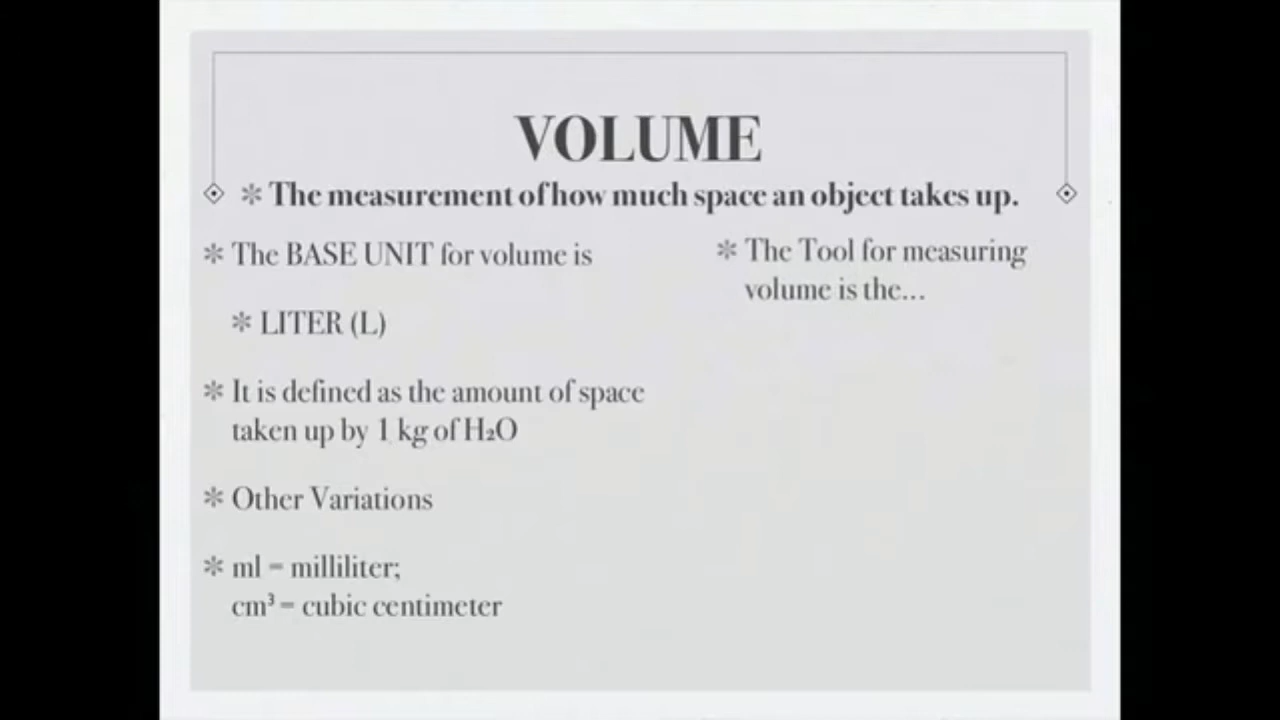 VOLUME
✼ The measurement of how much space an object takes up.
✼ The BASE UNIT for volume is
✼ LITER (L)
✼ It is defined as the amount of space
taken up by 1 kg of H₂O
✼ Other Variations
✼ ml = milliliter;
cm³ = cubic centimeter
✼ The Tool for measuring
volume is the...